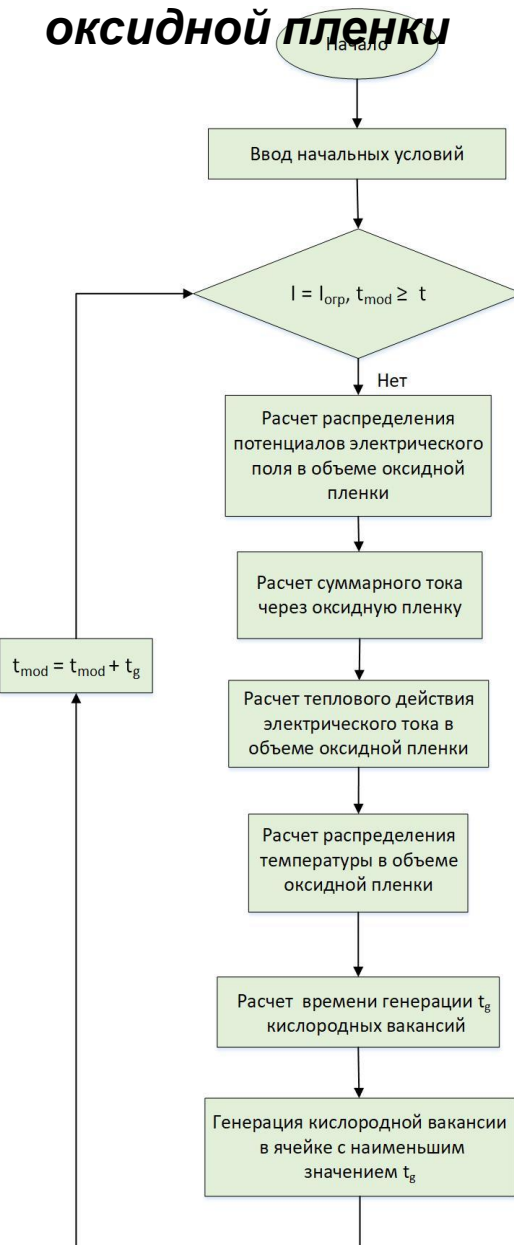 оксидной пленки
Начало
Ввод начальных условий
I = Iогр, tmod ≥ t
Нет
Расчет распределения
потенциалов электрического
поля в объеме оксидной
пленки
Расчет суммарного тока
через оксидную пленку
tmod = tmod + tg
Расчет теплового действия
электрического тока в
объеме оксидной пленки
Расчет распределения
температуры в объеме
оксидной пленки
Расчет времени генерации tg
кислородных вакансий
Генерация кислородной вакансии
в ячейке с наименьшим
значением tg